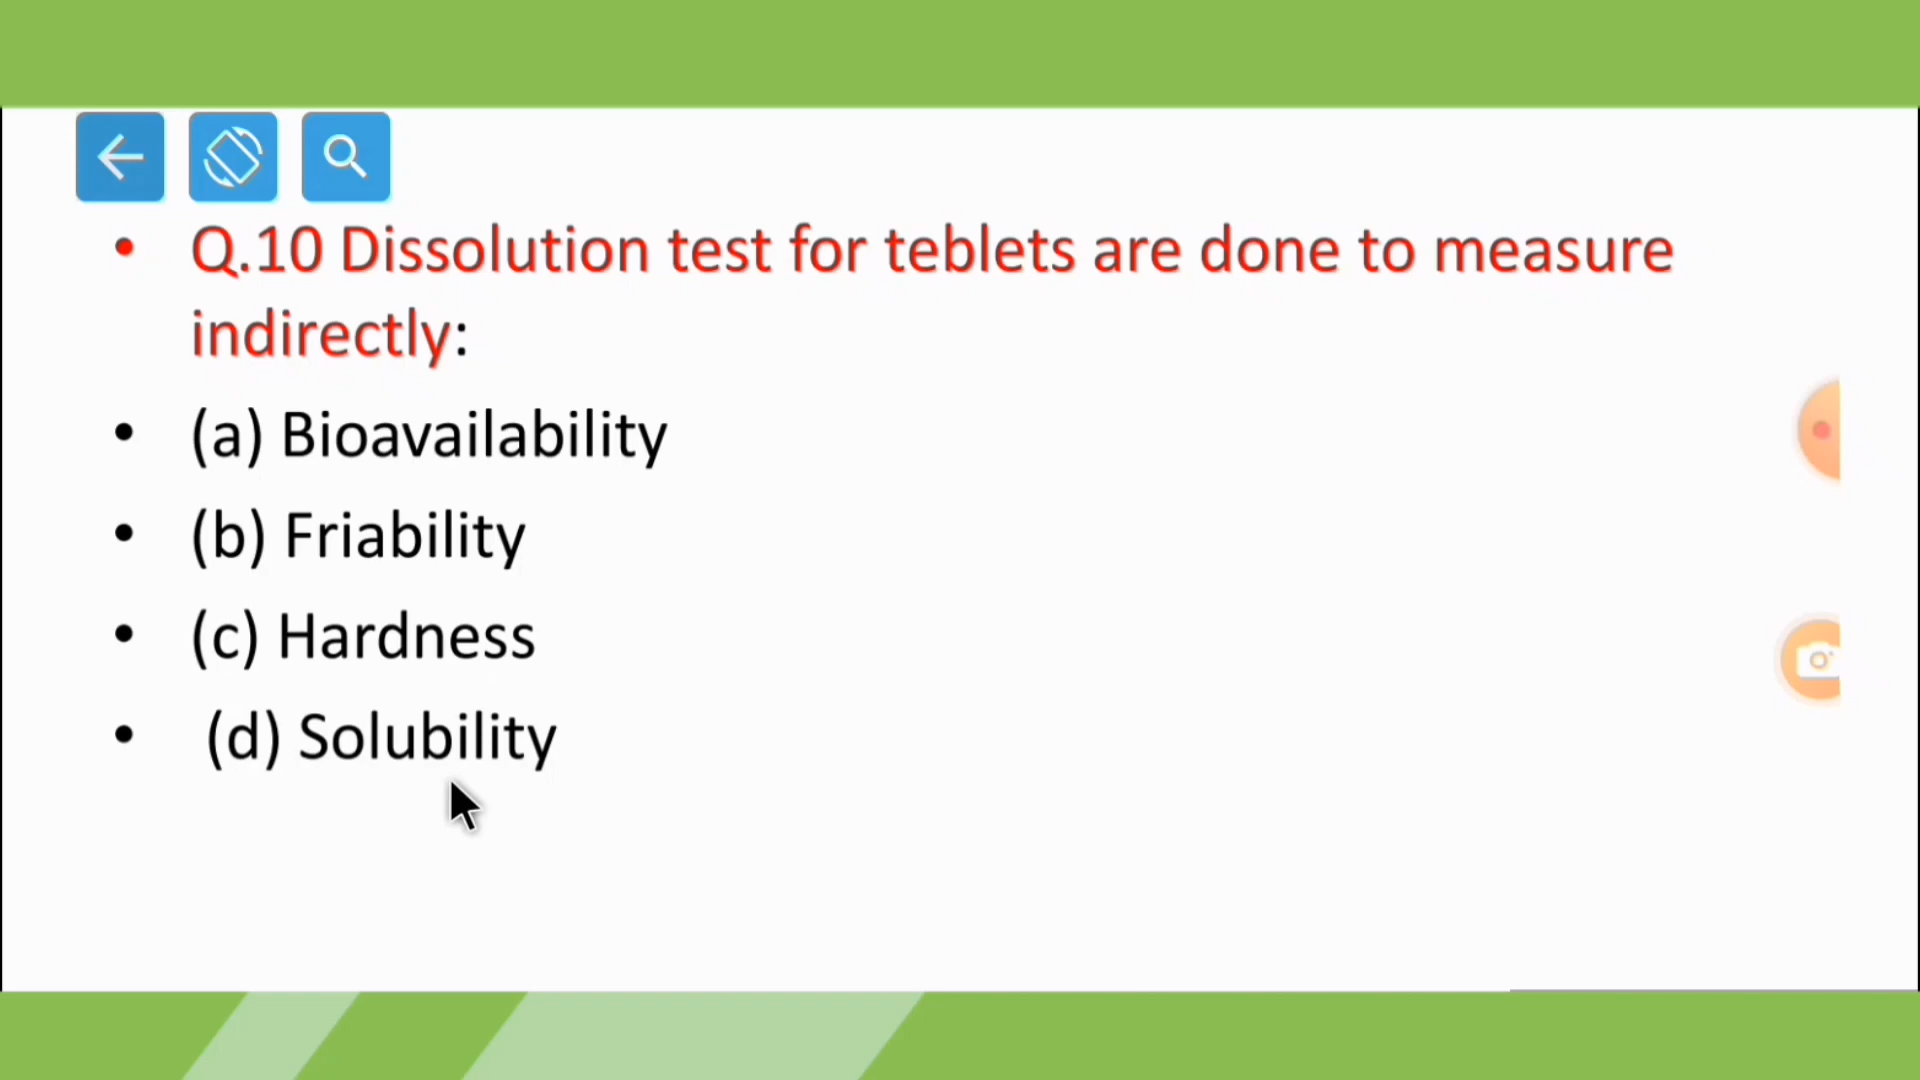 • Q.10 Dissolution test for teblets are done to measure
indirectly:
• (a) Bioavailability
• (b) Friability
• (c) Hardness
• (d) Solubility